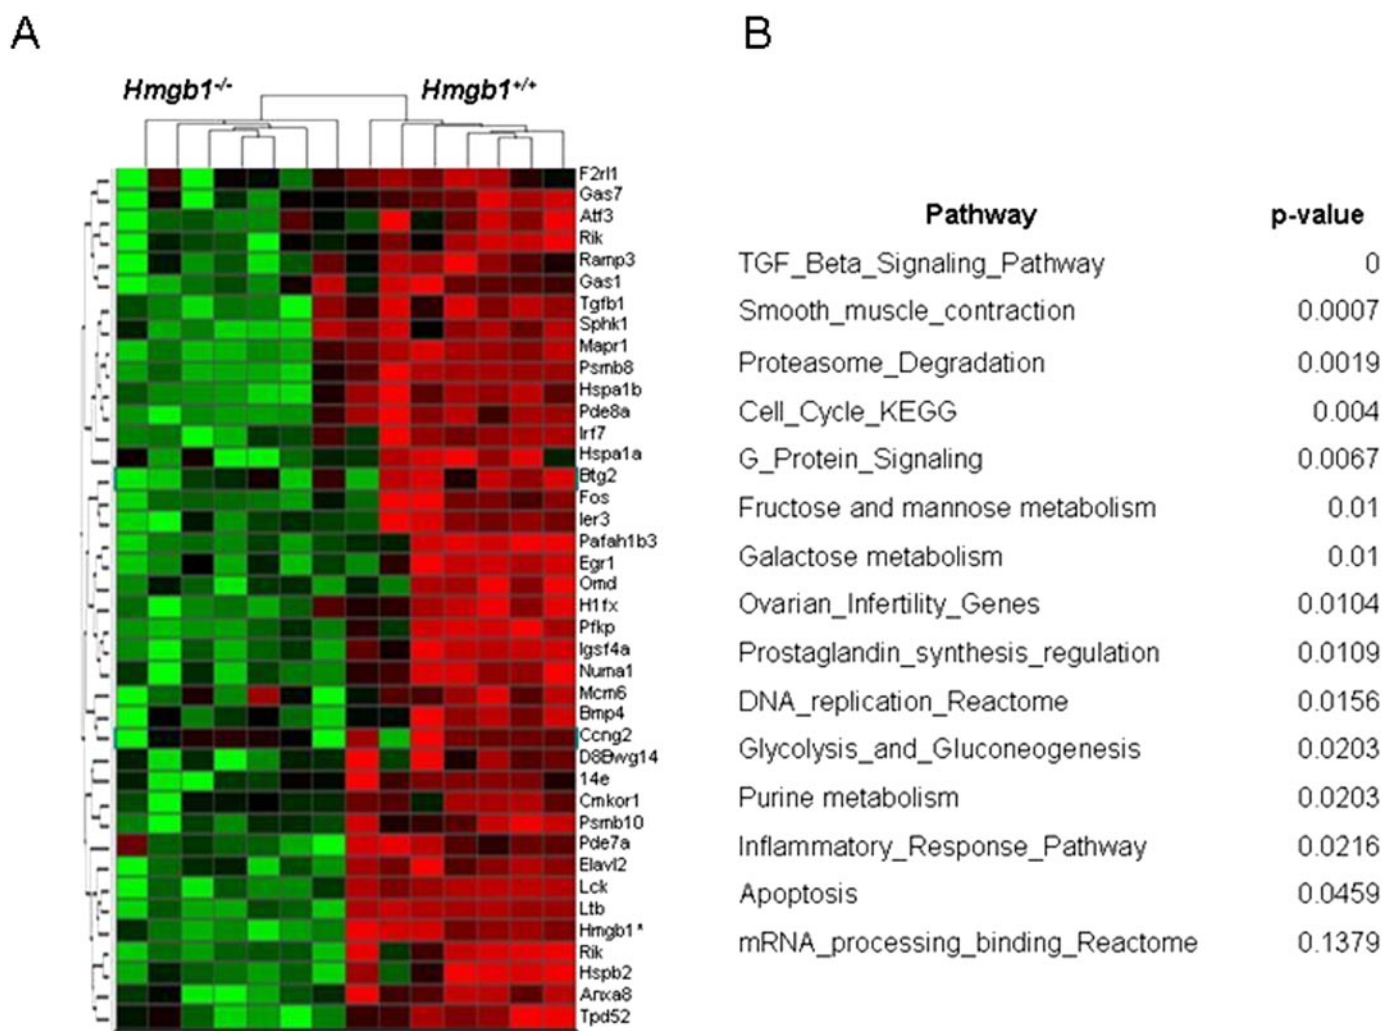 A
B
Hmgb1-/-
Hmgb1+/+
F2rl1
Gas7
Atf3
Rik
Ramp3
Gas1
Tgfb1
Sphk1
Mapr1
Psmb8
Hspa1b
Pde8a
Irf7
Hspa1a
Btg2
Fos
Ier3
Pafah1b3
Egr1
Omd
H1fx
Pfkp
Igsf4a
Numa1
Mcm6
Bmp4
Ccng2
D8Ewg14
14e
Cmkor1
Psmb10
Pde7a
Elavl2
Lck
Ltb
Hmgb1*
Rik
Hspb2
Anxa8
Tpd52
Pathway p-value
TGF_Beta_Signaling_Pathway 0
Smooth_muscle_contraction 0.0007
Proteasome_Degradation 0.0019
Cell_Cycle_KEGG 0.004
G_Protein_Signaling 0.0067
Fructose and mannose metabolism 0.01
Galactose metabolism 0.01
Ovarian_Infertility_Genes 0.0104
Prostaglandin_synthesis_regulation 0.0109
DNA_replication_Reactome 0.0156
Glycolysis_and_Gluconeogenesis 0.0203
Purine metabolism 0.0203
Inflammatory_Response_Pathway 0.0216
Apoptosis 0.0459
mRNA_processing_binding_Reactome 0.1379